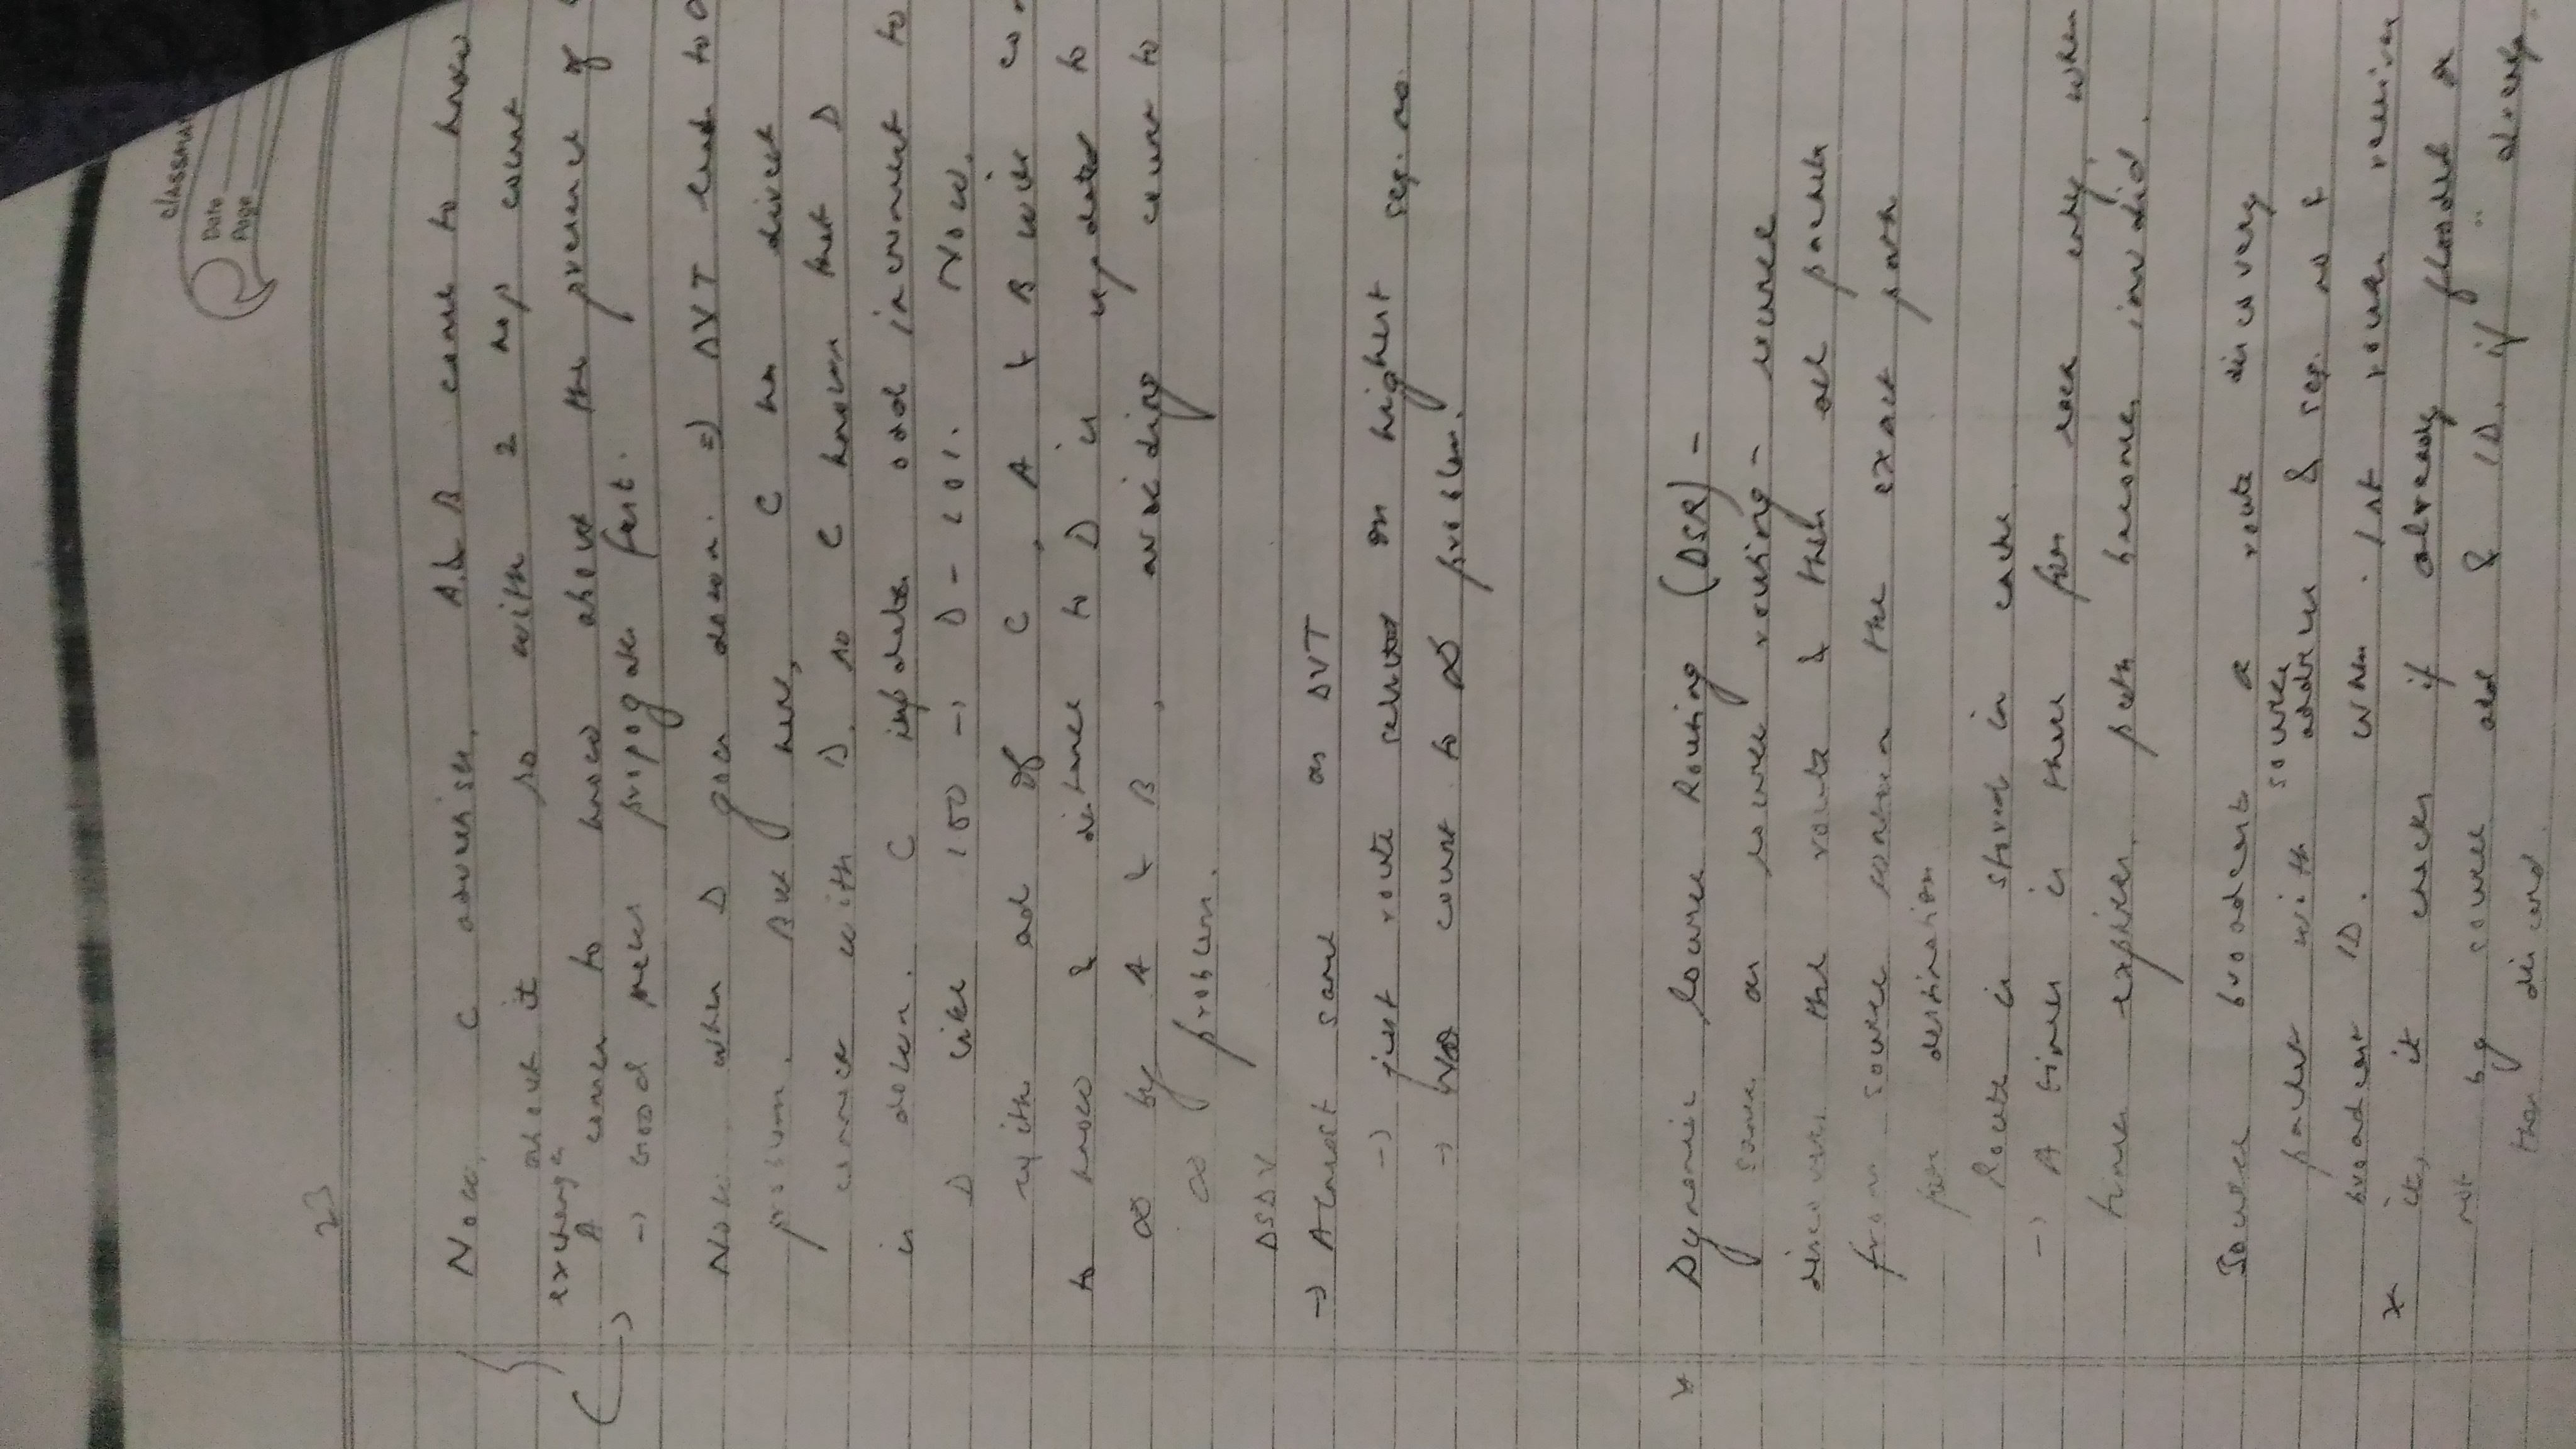 classma
Date
Page
23
Now, C advertise. A & B come to know
about it so with 2 hop count
exchange
A comes to know about the presence of
-> Good news propogates fast.
Now when D goes down. => DVT leads to
problem. But here, C has direct
connect with D. so C knows that D
is down. C updates odd increment to
D like 100 -> D - 101. Now.
with ad of C, A & B will co
to know & distance to D is updated to
∞ by A & B, avoiding count to
∞ problem.
DSDV
-> Almost same as DVT
-> just route selected on highest seq. no.
-> No count to ∞ problem.
* Dynamic Source Routing (DSR) -
same as source routing - source
discovers the route & then all packets
from source contain the exact path
for destination
Route is stored in cache.
-> A timer is there for each entry, when
timer expires, path becomes invalid.
Source broadcasts a route discovery
source
packet with address & seq. no &
broadcast ID. when 1st router receives
* it, it checks if already flooded or
not by source add & ID. if " already
then discard.